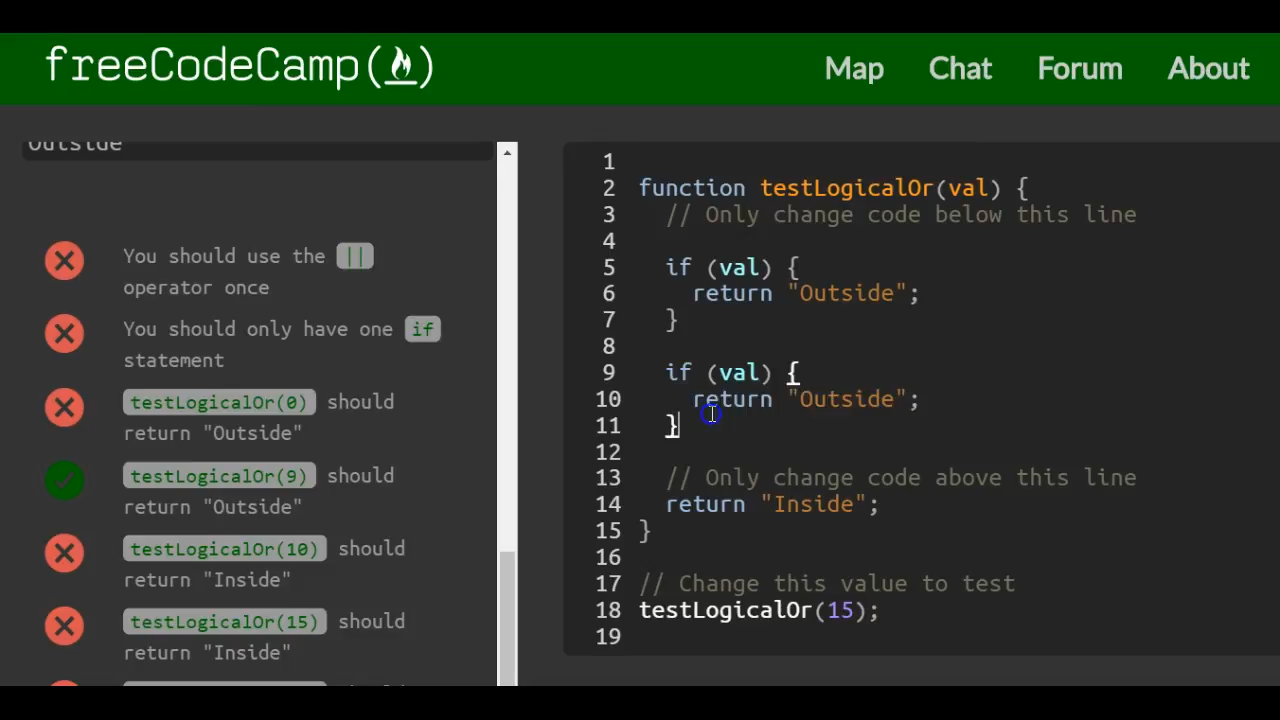 freeCodeCamp(🔥)
Map Chat Forum About
Outside
You should use the ||
operator once
You should only have one if
statement
testLogicalOr(0) should
return "Outside"
testLogicalOr(9) should
return "Outside"
testLogicalOr(10) should
return "Inside"
testLogicalOr(15) should
return "Inside"
1
2 function testLogicalOr(val) {
3 // Only change code below this line
4
5 if (val) {
6 return "Outside";
7 }
8
9 if (val) {
10 return "Outside";
11 }
12
13 // Only change code above this line
14 return "Inside";
15 }
16
17 // Change this value to test
18 testLogicalOr(15);
19